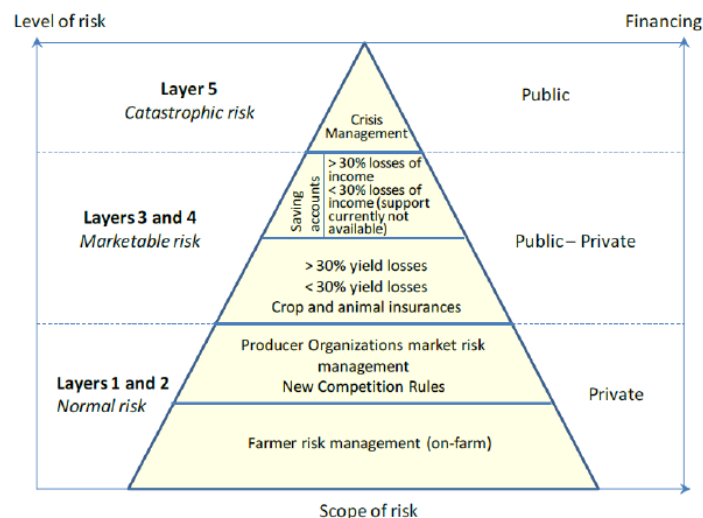 Level of risk
Financing
Layer 5
Catastrophic risk
Public
Crisis
Management
Saving
accounts
> 30% losses of
income
< 30% losses of
income (support
currently not
available)
Layers 3 and 4
Marketable risk
Public – Private
> 30% yield losses
< 30% yield losses
Crop and animal insurances
Producer Organizations market risk
management
New Competition Rules
Layers 1 and 2
Normal risk
Private
Farmer risk management (on-farm)
Scope of risk